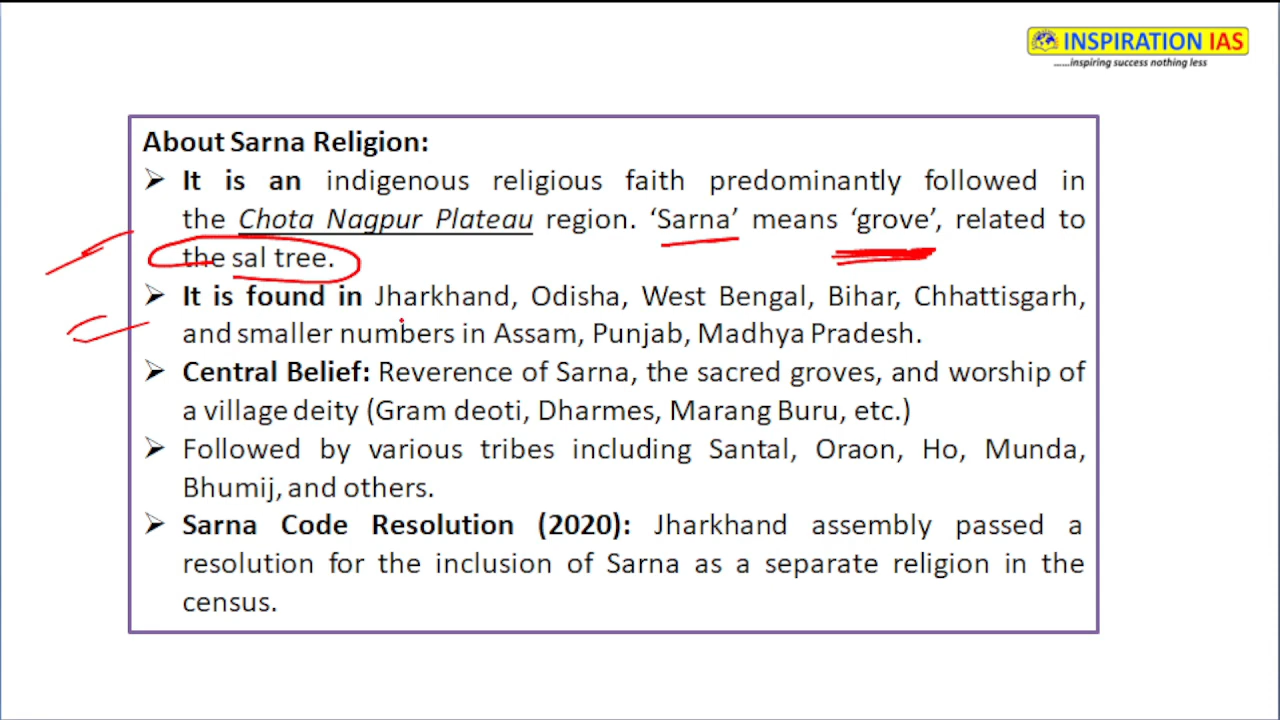 INSPIRATION IAS
......inspiring success nothing less
About Sarna Religion:
➢ It is an indigenous religious faith predominantly followed in
the Chota Nagpur Plateau region. ‘Sarna’ means ‘grove’, related to
the sal tree.
➢ It is found in Jharkhand, Odisha, West Bengal, Bihar, Chhattisgarh,
and smaller numbers in Assam, Punjab, Madhya Pradesh.
➢ Central Belief: Reverence of Sarna, the sacred groves, and worship of
a village deity (Gram deoti, Dharmes, Marang Buru, etc.)
➢ Followed by various tribes including Santal, Oraon, Ho, Munda,
Bhumij, and others.
➢ Sarna Code Resolution (2020): Jharkhand assembly passed a
resolution for the inclusion of Sarna as a separate religion in the
census.